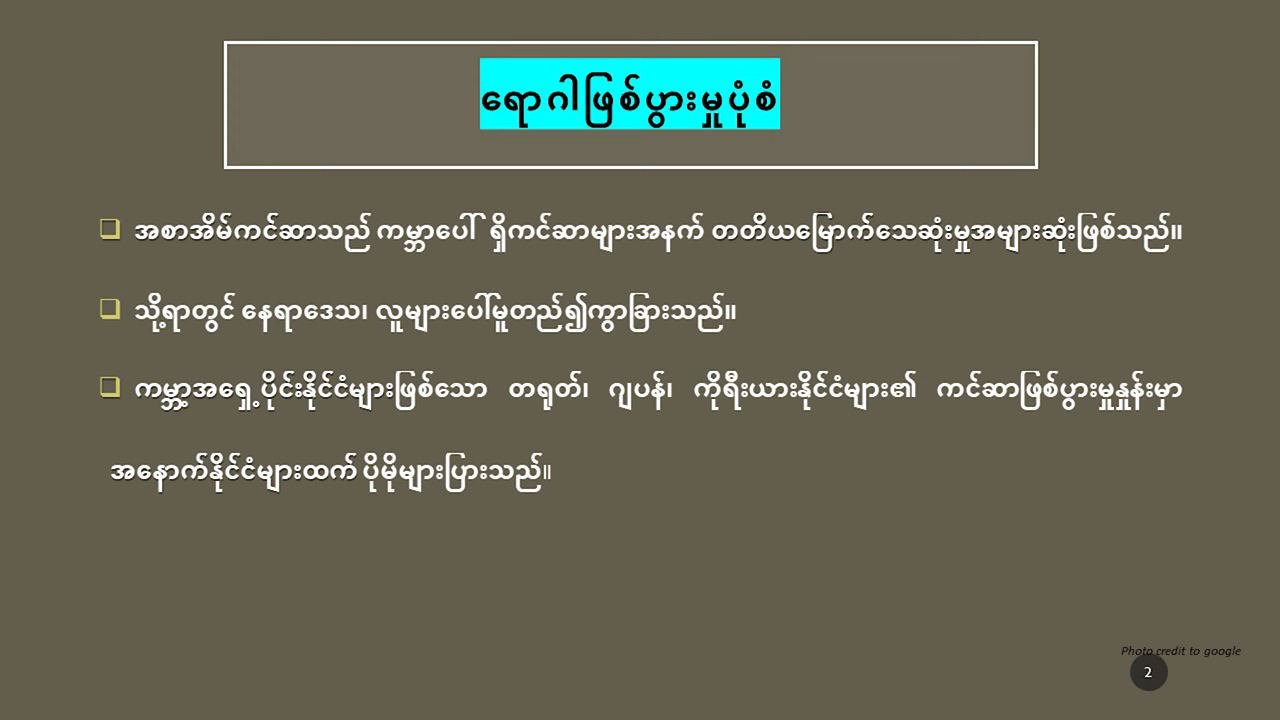 ရောဂါဖြစ်ပွားမှုပုံစံ
❑ အစာအိမ်ကင်ဆာသည် ကမ္ဘာပေါ် ရှိကင်ဆာများအနက် တတိယမြောက်သေဆုံးမှုအများဆုံးဖြစ်သည်။
❑ သို့ရာတွင် နေရာဒေသ၊ လူများပေါ်မူတည်၍ကွာခြားသည်။
❑ ကမ္ဘာ့အရှေ့ပိုင်းနိုင်ငံများဖြစ်သော တရုတ်၊ ဂျပန်၊ ကိုရီးယားနိုင်ငံများ၏ ကင်ဆာဖြစ်ပွားမှုနှုန်းမှာ
အနောက်နိုင်ငံများထက် ပိုမိုများပြားသည်။
Photo credit to google
2